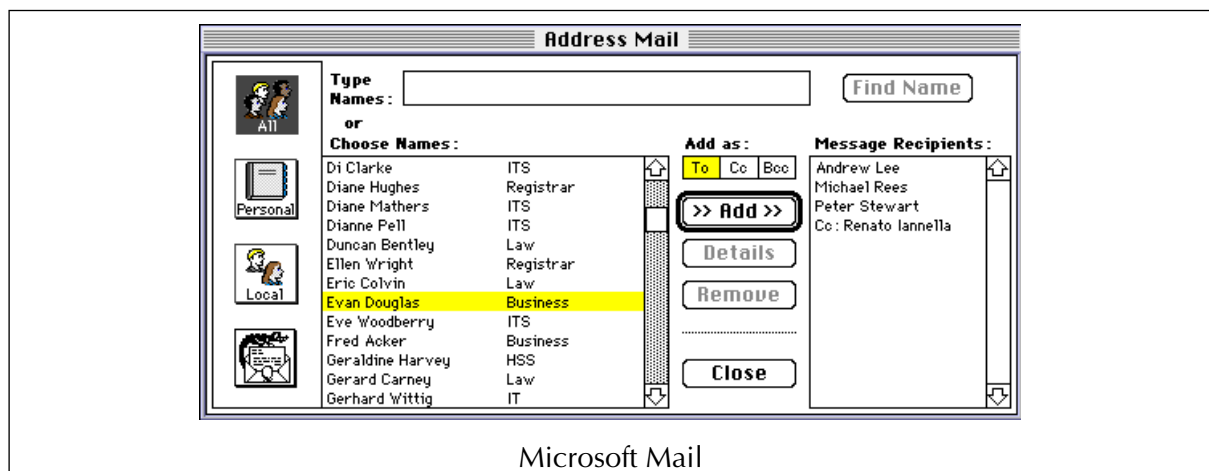 Address Mail
All
Personal
Local
Type
Names:
Find Name
or
Choose Names:
Di Clarke ITS
Diane Hughes Registrar
Diane Mathers ITS
Dianne Pell ITS
Duncan Bentley Law
Ellen Wright Registrar
Eric Colvin Law
Evan Douglas Business
Eve Woodberry ITS
Fred Acker Business
Geraldine Harvey HSS
Gerard Carney Law
Gerhard Wittig IT
Add as:
To Cc Bcc
>> Add >>
Details
Remove
Close
Message Recipients:
Andrew Lee
Michael Rees
Peter Stewart
Cc: Renato Iannella
Microsoft Mail